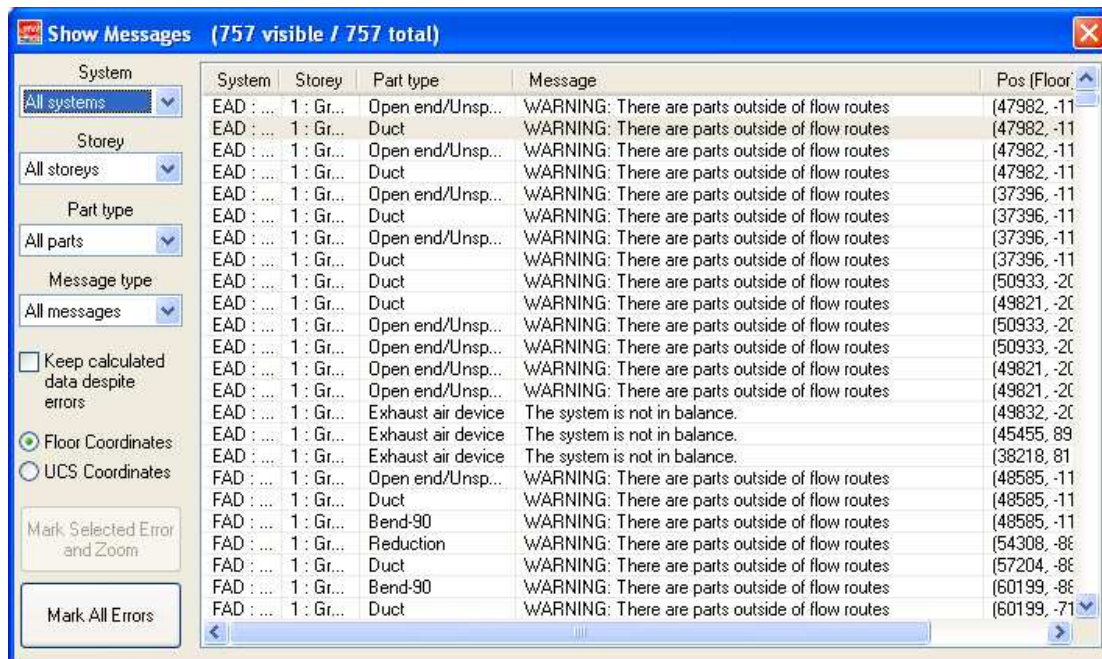 Show Messages (757 visible / 757 total)
System
All systems
Storey
All storeys
Part type
All parts
Message type
All messages
Keep calculated
data despite
errors
Floor Coordinates
UCS Coordinates
Mark Selected Error
and Zoom
Mark All Errors
System Storey Part type Message Pos (Floor)
EAD : ... 1 : Gr... Open end/Unsp... WARNING: There are parts outside of flow routes (47982, -11
EAD : ... 1 : Gr... Duct WARNING: There are parts outside of flow routes (47982, -11
EAD : ... 1 : Gr... Open end/Unsp... WARNING: There are parts outside of flow routes (47982, -11
EAD : ... 1 : Gr... Duct WARNING: There are parts outside of flow routes (47982, -11
EAD : ... 1 : Gr... Open end/Unsp... WARNING: There are parts outside of flow routes (37396, -11
EAD : ... 1 : Gr... Duct WARNING: There are parts outside of flow routes (37396, -11
EAD : ... 1 : Gr... Open end/Unsp... WARNING: There are parts outside of flow routes (37396, -11
EAD : ... 1 : Gr... Duct WARNING: There are parts outside of flow routes (37396, -11
EAD : ... 1 : Gr... Duct WARNING: There are parts outside of flow routes (50933, -20
EAD : ... 1 : Gr... Duct WARNING: There are parts outside of flow routes (49821, -20
EAD : ... 1 : Gr... Open end/Unsp... WARNING: There are parts outside of flow routes (50933, -20
EAD : ... 1 : Gr... Open end/Unsp... WARNING: There are parts outside of flow routes (50933, -20
EAD : ... 1 : Gr... Open end/Unsp... WARNING: There are parts outside of flow routes (49821, -20
EAD : ... 1 : Gr... Open end/Unsp... WARNING: There are parts outside of flow routes (49821, -20
EAD : ... 1 : Gr... Exhaust air device The system is not in balance. (49832, -20
EAD : ... 1 : Gr... Exhaust air device The system is not in balance. (45455, 89
EAD : ... 1 : Gr... Exhaust air device The system is not in balance. (38218, 81
FAD : ... 1 : Gr... Open end/Unsp... WARNING: There are parts outside of flow routes (48585, -11
FAD : ... 1 : Gr... Duct WARNING: There are parts outside of flow routes (48585, -11
FAD : ... 1 : Gr... Bend-90 WARNING: There are parts outside of flow routes (48585, -11
FAD : ... 1 : Gr... Reduction WARNING: There are parts outside of flow routes (54308, -88
FAD : ... 1 : Gr... Duct WARNING: There are parts outside of flow routes (57204, -88
FAD : ... 1 : Gr... Bend-90 WARNING: There are parts outside of flow routes (60199, -88
FAD : ... 1 : Gr... Duct WARNING: There are parts outside of flow routes (60199, -71